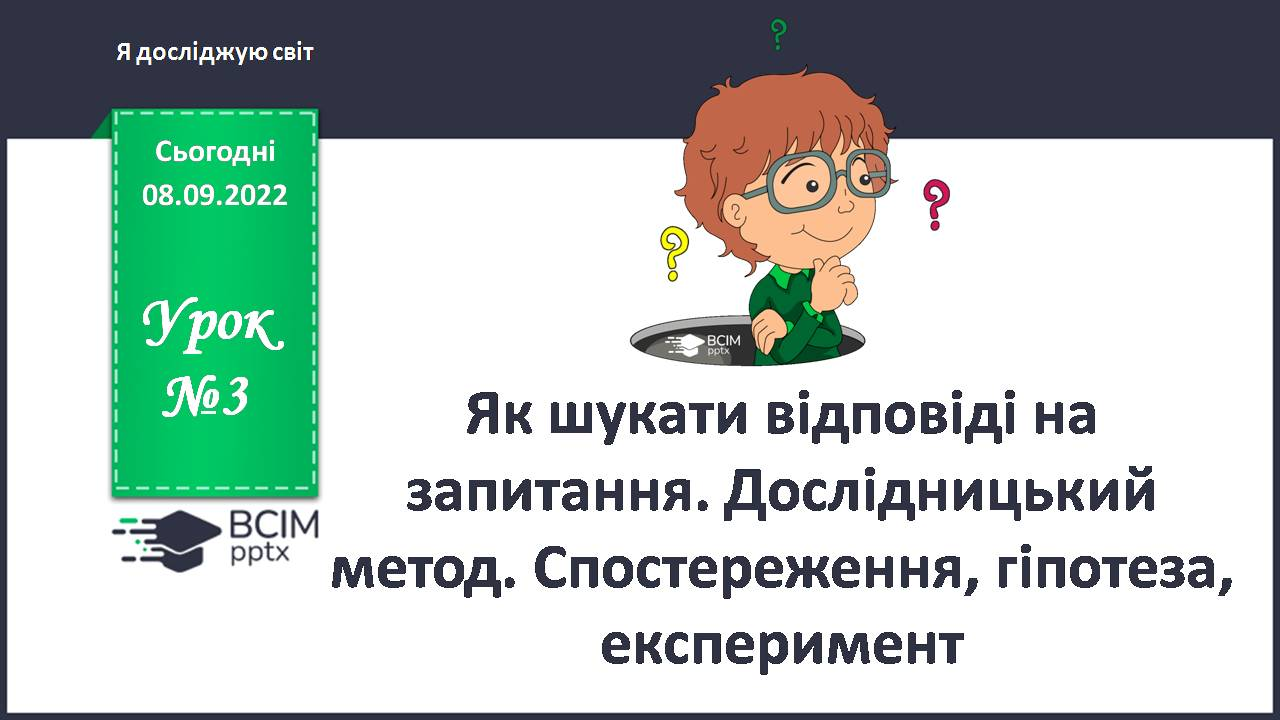 Я досліджую світ
Сьогодні
08.09.2022
Урок
№3
ВСІМ
pptx
ВСІМ
pptx
Як шукати відповіді на
запитання. Дослідницький
метод. Спостереження, гіпотеза,
експеримент